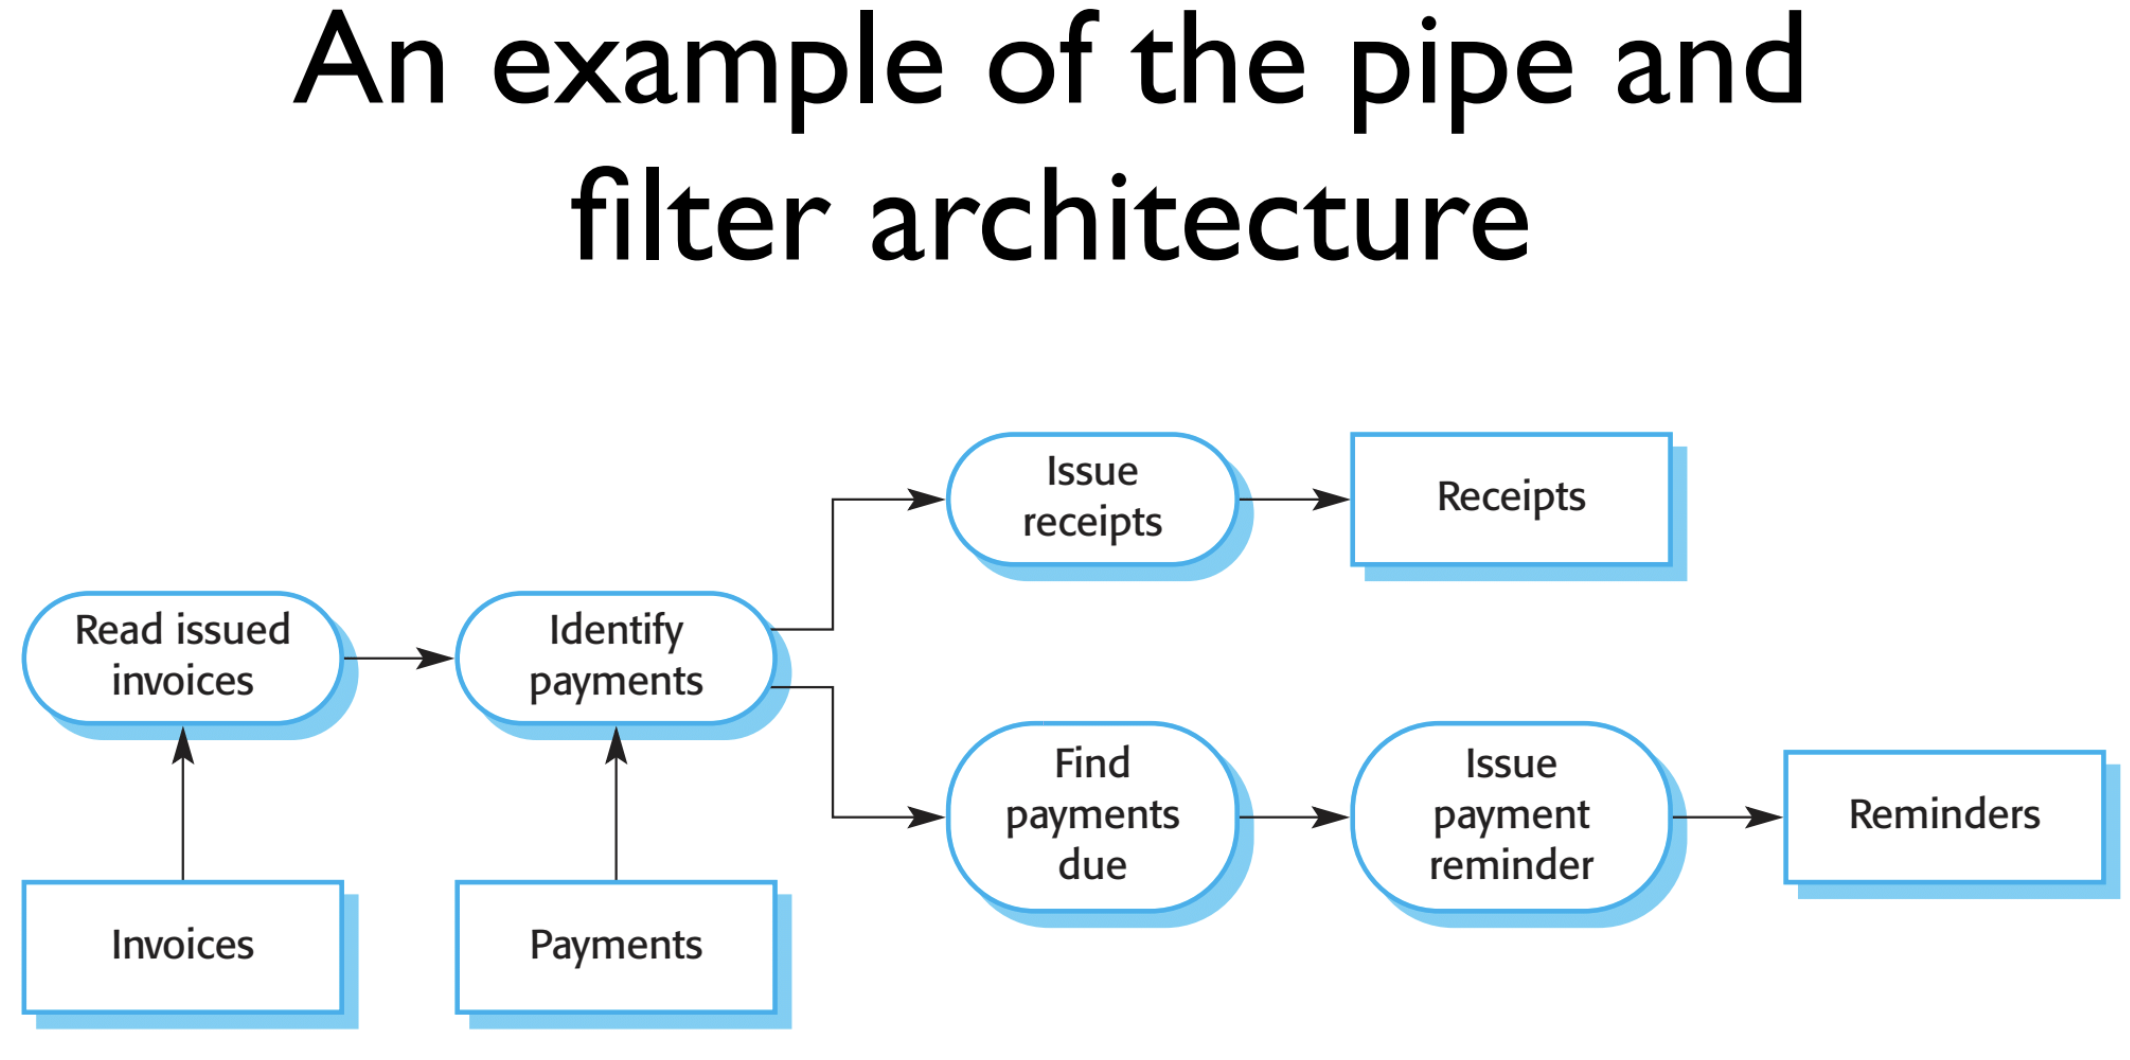 An example of the pipe and
filter architecture
Issue
receipts
Receipts
Read issued
invoices
Identify
payments
Find
payments
due
Issue
payment
reminder
Reminders
Invoices
Payments